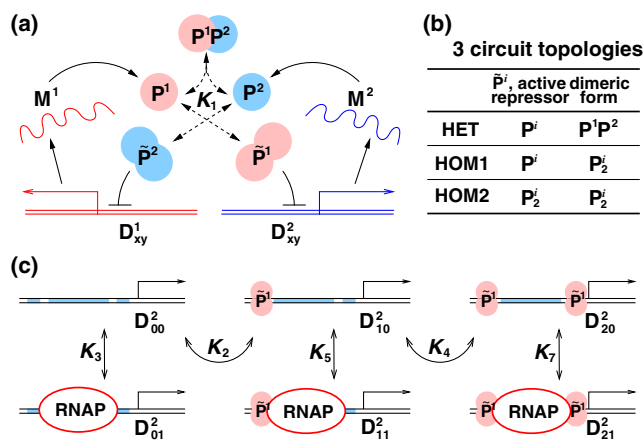 (a)
P¹P²
M¹
P¹
K₁
P²
M²
P̃²
P̃¹
D¹xy
D²xy
(b)
3 circuit topologies
P̃ⁱ, active dimeric
repressor form
HET Pⁱ P¹P²
HOM1 Pⁱ Pⁱ₂
HOM2 Pⁱ₂ Pⁱ₂
(c)
P̃¹ P̃¹ P̃¹
D²₀₀ D²₁₀ D²₂₀
K₃ K₂ K₅ K₄ K₇
RNAP P̃¹ RNAP P̃¹ RNAP P̃¹
D²₀₁ D²₁₁ D²₂₁